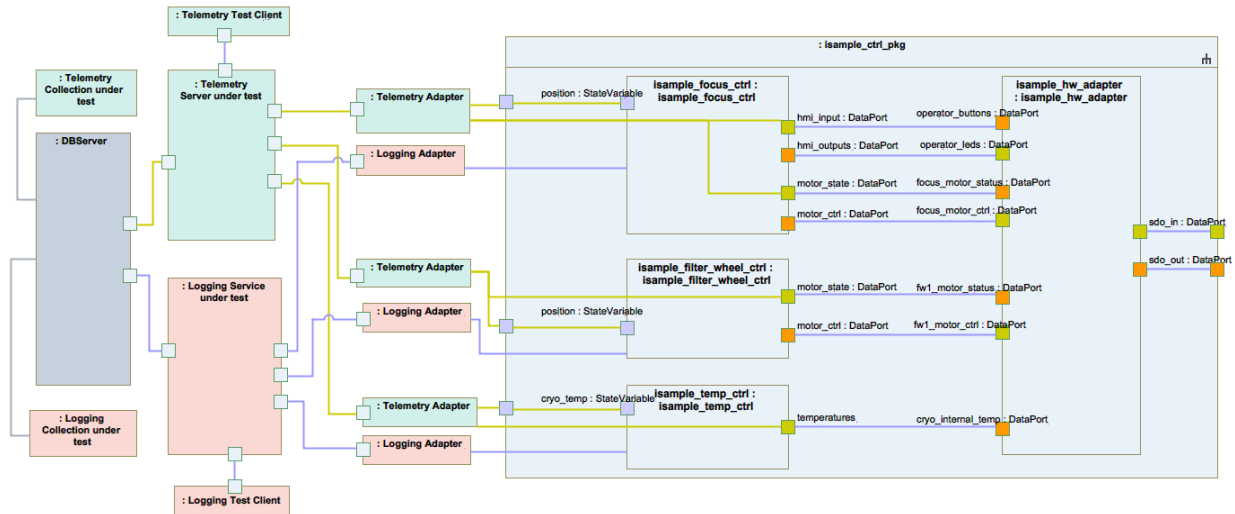 : Telemetry Test Client
: isample_ctrl_pkg
: Telemetry
Collection under
test
: Telemetry
Server under test
: DBServer
: Telemetry Adapter
: Logging Adapter
position : StateVariable
isample_focus_ctrl :
isample_focus_ctrl
isample_hw_adapter
: isample_hw_adapter
hmi_input : DataPort
operator_buttons : DataPort
hmi_outputs : DataPort
operator_leds : DataPort
motor_state : DataPort
focus_motor_status : DataPort
motor_ctrl : DataPort
focus_motor_ctrl : DataPort
sdo_in : DataPort
sdo_out : DataPort
: Logging Service
under test
: Telemetry Adapter
: Logging Adapter
position : StateVariable
isample_filter_wheel_ctrl :
isample_filter_wheel_ctrl
motor_state : DataPort
fw1_motor_status : DataPort
motor_ctrl : DataPort
fw1_motor_ctrl : DataPort
: Logging
Collection under
test
: Telemetry Adapter
: Logging Adapter
cryo_temp : StateVariable
isample_temp_ctrl :
isample_temp_ctrl
temperatures
cryo_internal_temp : DataPort
: Logging Test Client